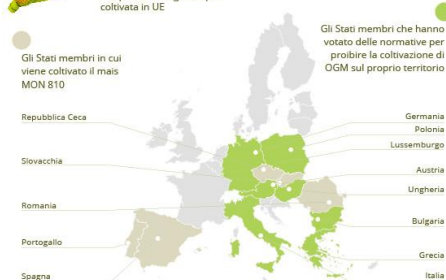 coltivata in UE
Gli Stati membri in cui
viene coltivato il mais
MON 810
Repubblica Ceca
Slovacchia
Romania
Portogallo
Spagna
Gli Stati membri che hanno
votato delle normative per
proibire la coltivazione di
OGM sul proprio territorio
Germania
Polonia
Lussemburgo
Austria
Ungheria
Bulgaria
Grecia
Italia